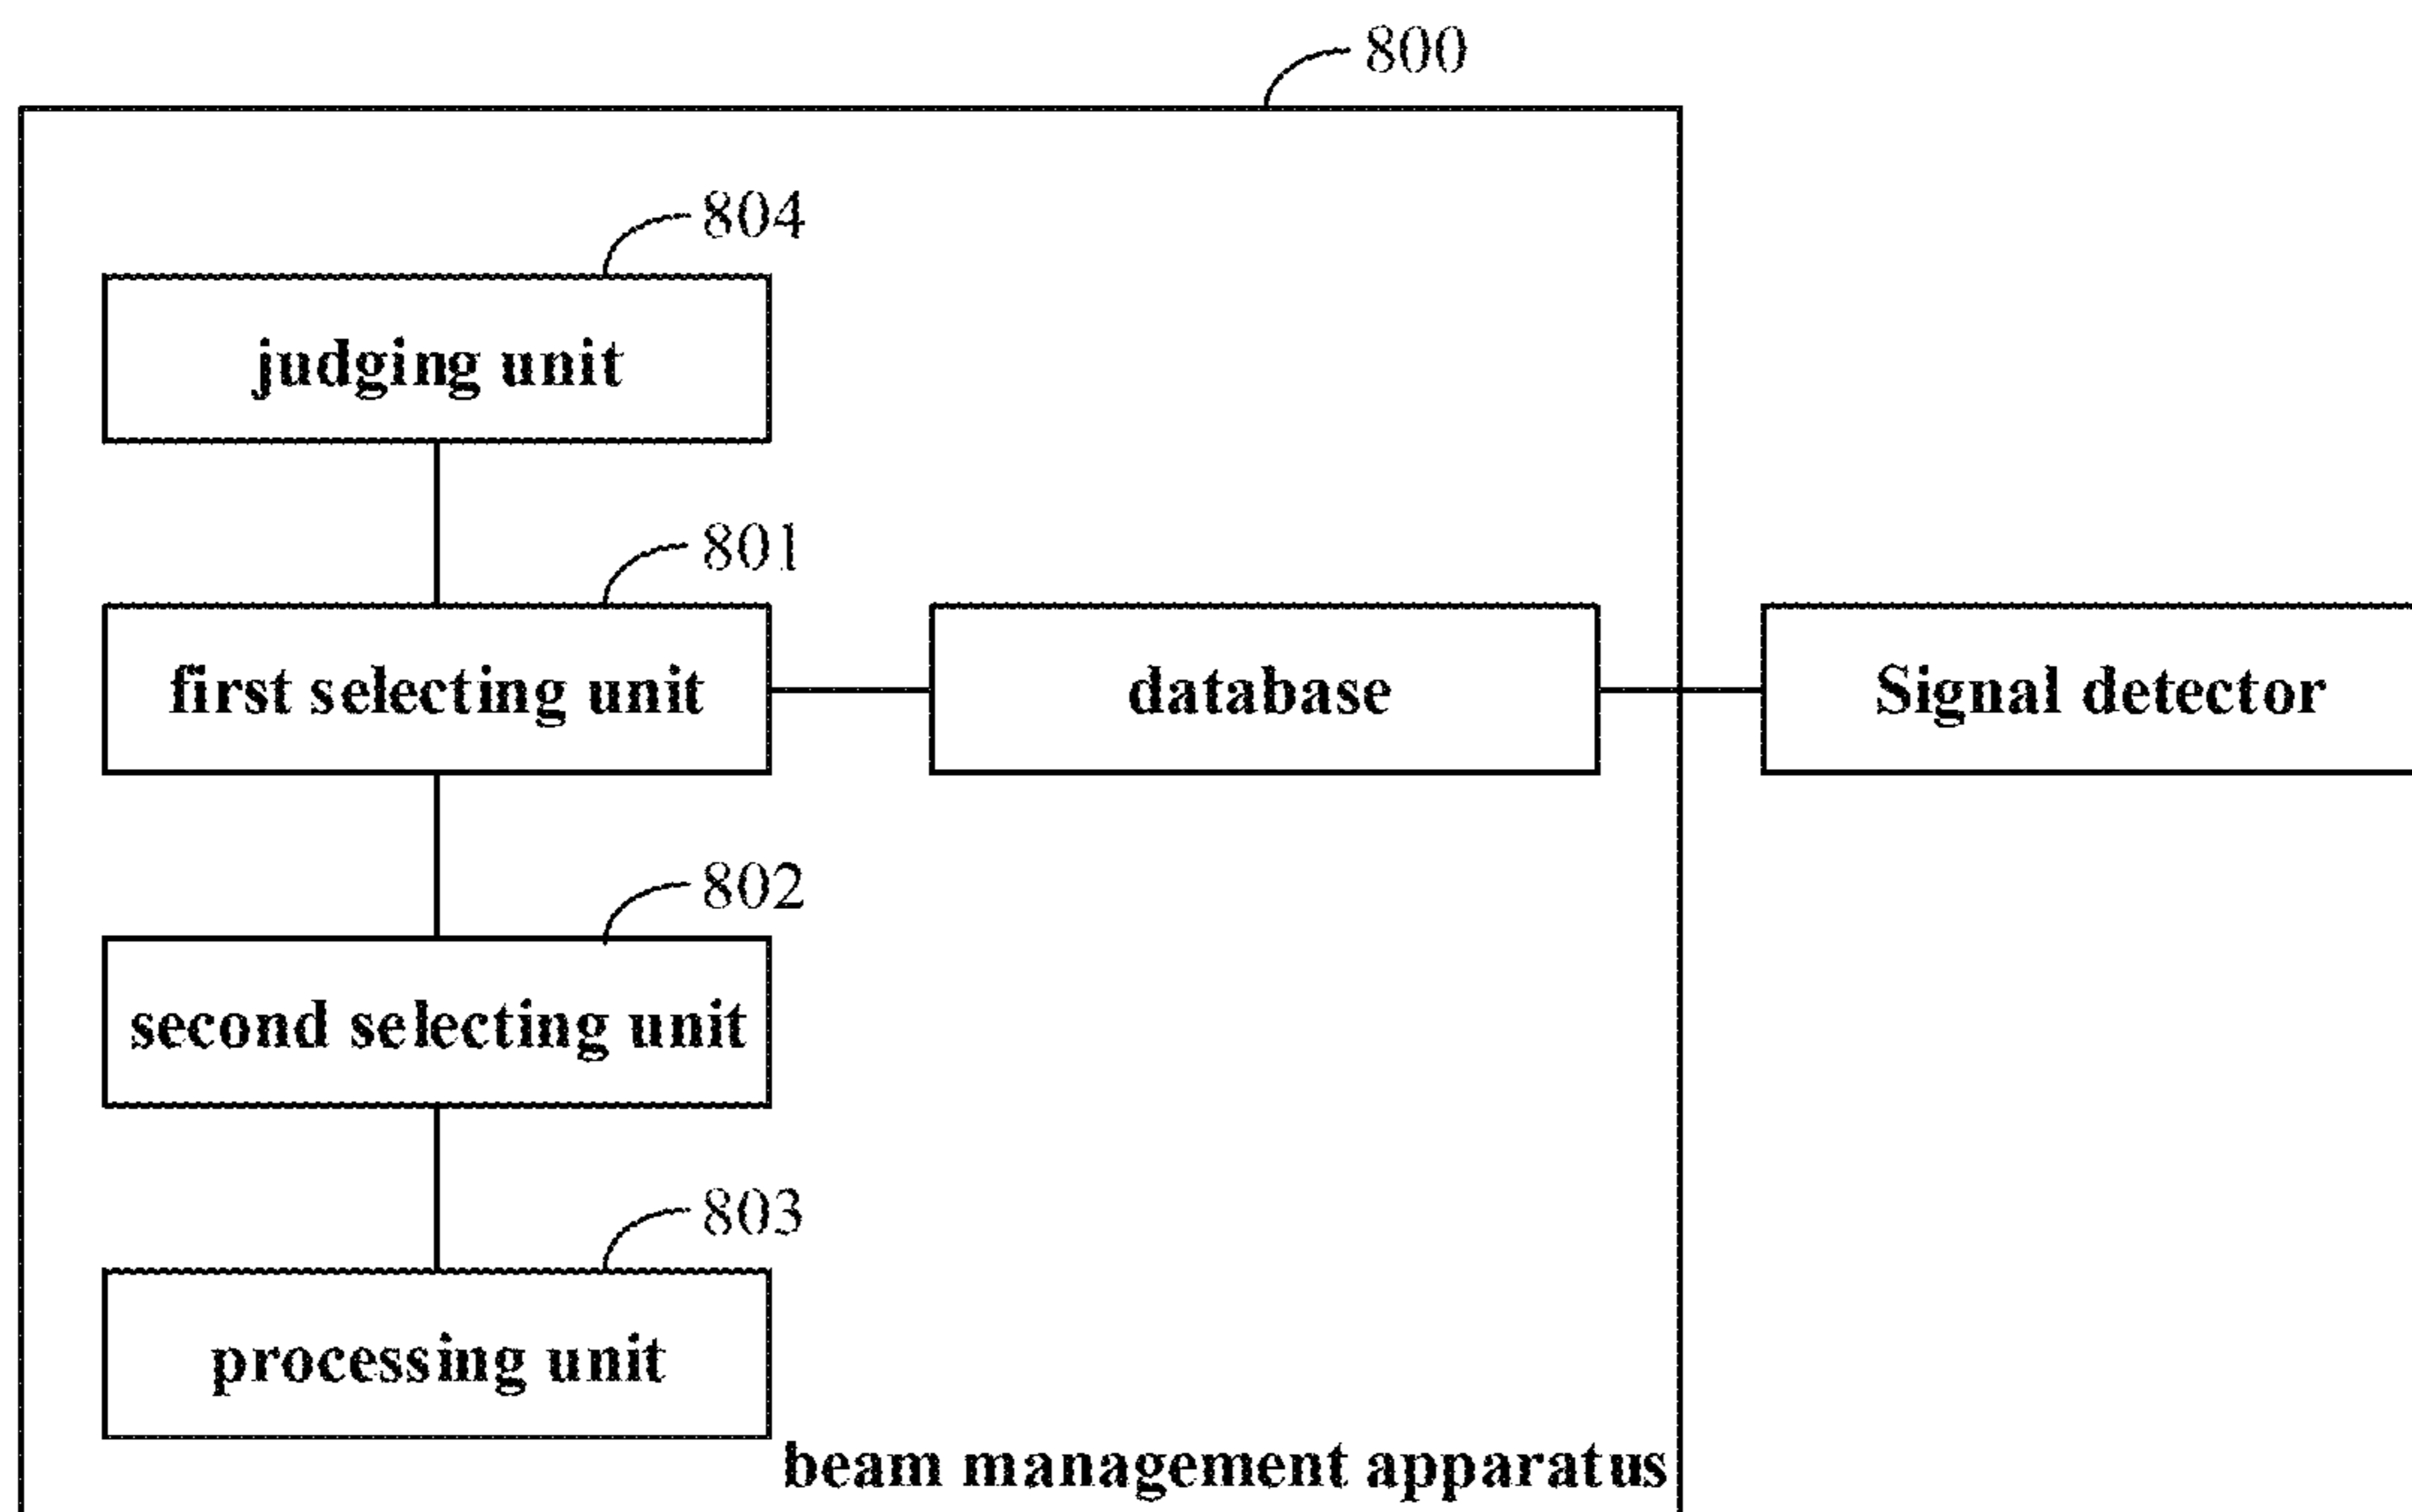 800
804
judging unit
801
first selecting unit
database
Signal detector
802
second selecting unit
803
processing unit
beam management apparatus